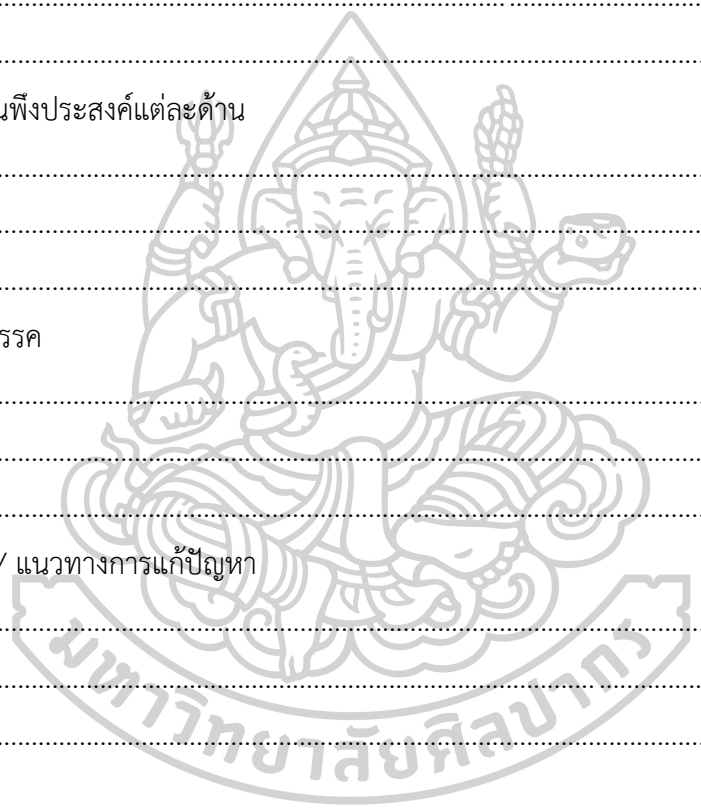 นพึงประสงค์แต่ละด้าน
รรค
/ แนวทางการแก้ปัญหา
มหาวิทยาลัยศิลปากร